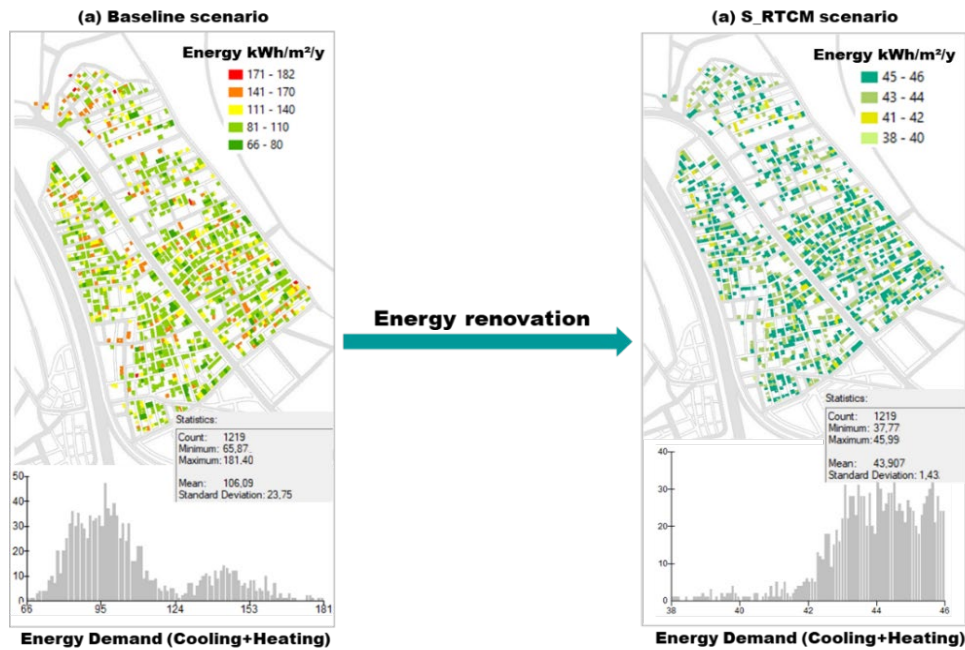 (a) Baseline scenario
Energy kWh/m²/y
171 - 182
141 - 170
111 - 140
81 - 110
66 - 80
Statistics:
Count: 1219
Minimum: 65,87
Maximum: 181,40
Mean: 106,09
Standard Deviation: 23,75
50
40
30
20
10
0
65 95 124 153 181
Energy Demand (Cooling+Heating)
Energy renovation
(a) S_RTCM scenario
Energy kWh/m²/y
45 - 46
43 - 44
41 - 42
38 - 40
Statistics:
Count: 1219
Minimum: 37,77
Maximum: 45,99
Mean: 43,907
Standard Deviation: 1,43
40
30
20
10
0
38 40 42 44 46
Energy Demand (Cooling+Heating)